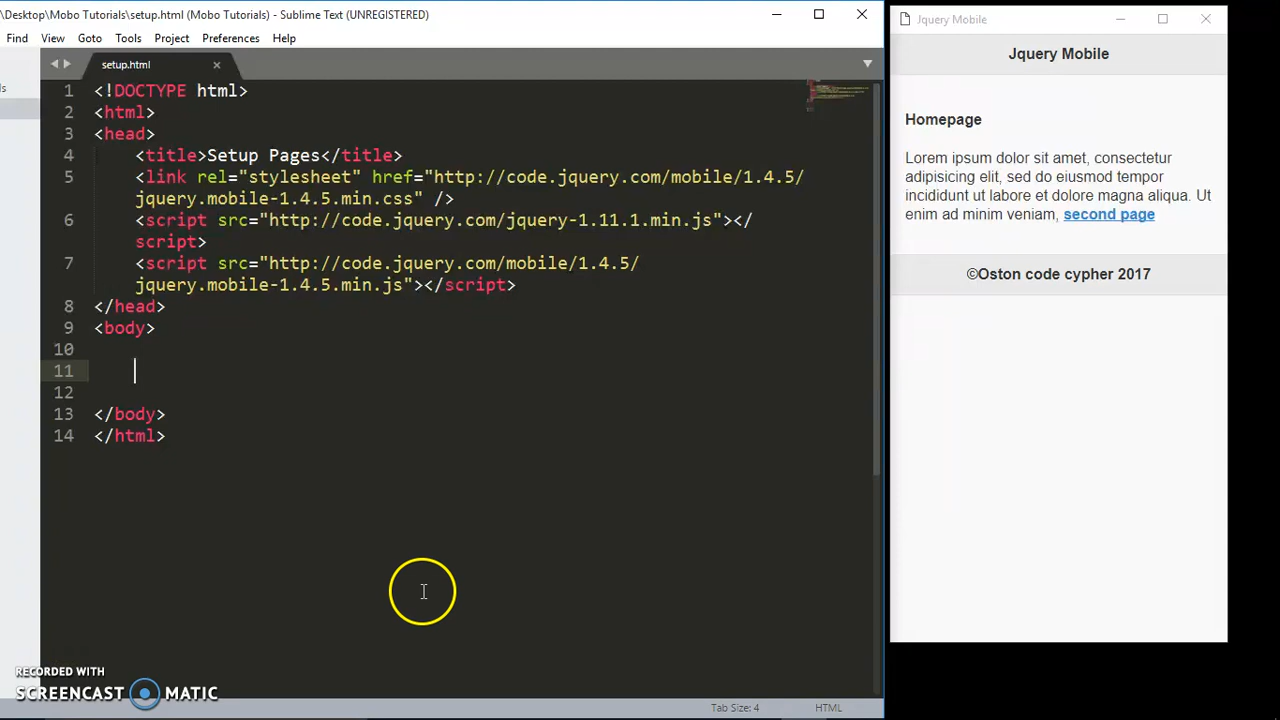 \Desktop\Mobo Tutorials\setup.html (Mobo Tutorials) - Sublime Text (UNREGISTERED)
Find View Goto Tools Project Preferences Help
setup.html
1 <!DOCTYPE html>
2 <html>
3 <head>
4 <title>Setup Pages</title>
5 <link rel="stylesheet" href="http://code.jquery.com/mobile/1.4.5/
jquery.mobile-1.4.5.min.css" />
6 <script src="http://code.jquery.com/jquery-1.11.1.min.js"></
script>
7 <script src="http://code.jquery.com/mobile/1.4.5/
jquery.mobile-1.4.5.min.js"></script>
8 </head>
9 <body>
10
11
12
13 </body>
14 </html>
RECORDED WITH
SCREENCAST MATIC
Tab Size: 4 HTML
Jquery Mobile
Jquery Mobile
Homepage
Lorem ipsum dolor sit amet, consectetur
adipisicing elit, sed do eiusmod tempor
incididunt ut labore et dolore magna aliqua. Ut
enim ad minim veniam, second page
©Oston code cypher 2017